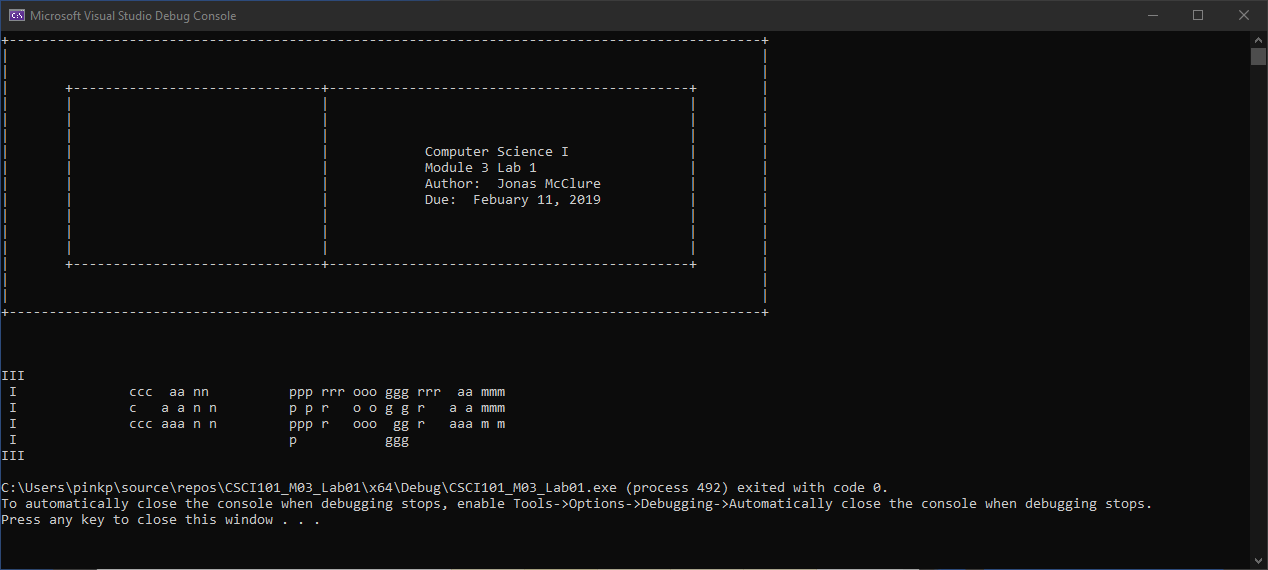 Microsoft Visual Studio Debug Console
Computer Science I
Module 3 Lab 1
Author:  Jonas McClure
Due:  Febuary 11, 2019
III
 I              ccc  aa nn          ppp rrr ooo ggg rrr  aa mmm
 I              c   a a n n         p p r   o o g g r   a a mmm
 I              ccc aaa n n         ppp r   ooo  gg r   aaa m m
 I                                  p           ggg
III
C:\Users\pinkp\source\repos\CSCI101_M03_Lab01\x64\Debug\CSCI101_M03_Lab01.exe (process 492) exited with code 0.
To automatically close the console when debugging stops, enable Tools->Options->Debugging->Automatically close the console when debugging stops.
Press any key to close this window . . .